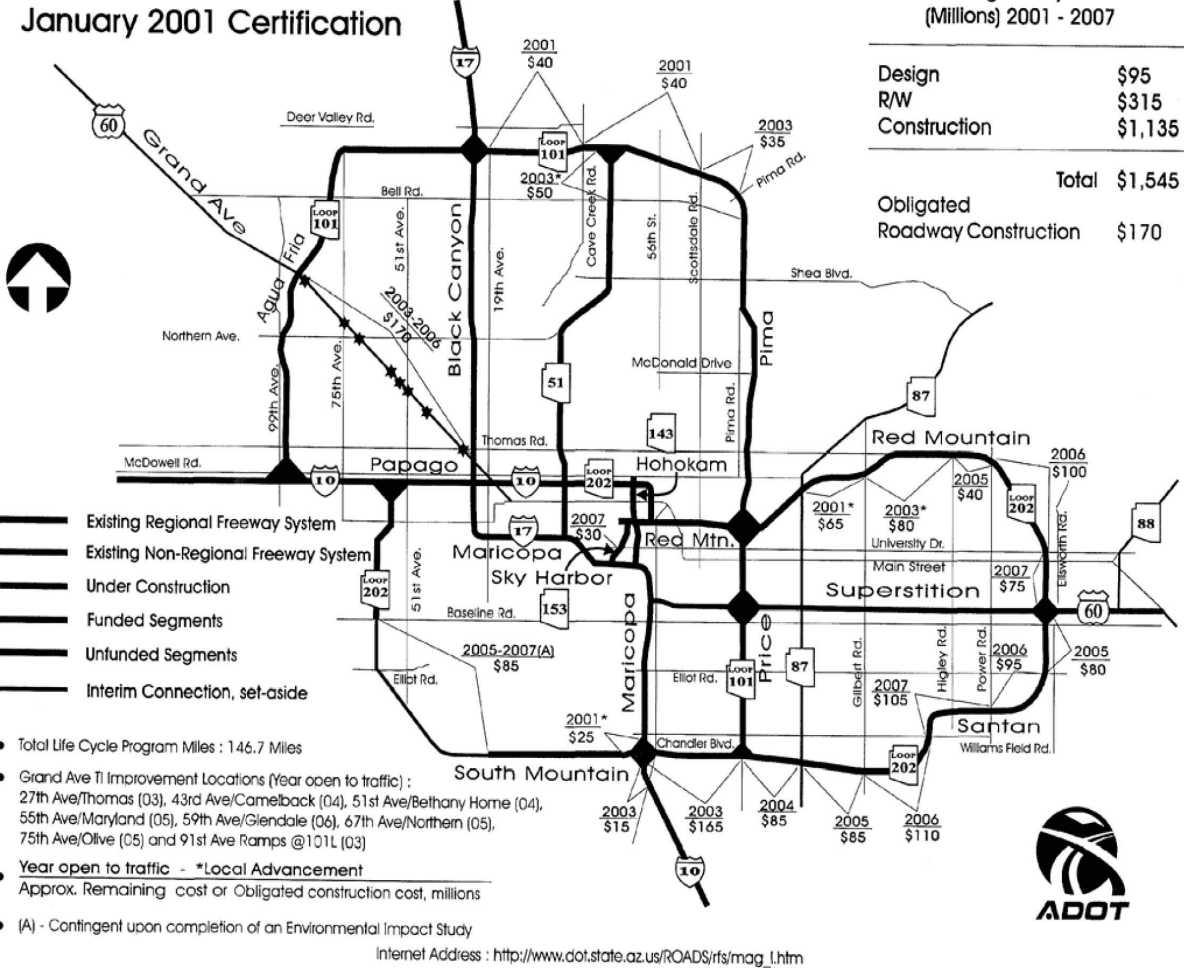 January 2001 Certification
(Millions) 2001 - 2007
Design $95
R/W $315
Construction $1,135
Total $1,545
Obligated
Roadway Construction $170
17
2001
$40
2001
$40
60
Grand Ave
Deer Valley Rd.
LOOP
101
2003
$35
Pima Rd.
2003*
$50
Bell Rd.
LOOP
101
Agua Fria
51st Ave.
Black Canyon
19th Ave.
Cave Creek Rd.
56th St.
Scottsdale Rd.
Shea Blvd.
2003-2006
$170
Northern Ave.
Pima
McDonald Drive
99th Ave.
75th Ave.
51
Pima Rd.
87
143
Thomas Rd.
Red Mountain
McDowell Rd.
Papago
Hohokam
10
10
LOOP
202
2006
$100
2005
$40
LOOP
202
2001*
$65
2003*
$80
Existing Regional Freeway System
17
2007
$30
Red Mtn.
University Dr.
Ellsworth Rd.
88
Existing Non-Regional Freeway System
Maricopa
Main Street
Under Construction
LOOP
202
51st Ave.
Sky Harbor
2007
$75
Superstition
60
153
Baseline Rd.
Funded Segments
Maricopa
Price
Unfunded Segments
2005-2007(A)
$85
Elliot Rd.
Elliot Rd.
LOOP
101
87
Gilbert Rd.
Higley Rd.
Power Rd.
2006
$95
2005
$80
Interim Connection, set-aside
2007
$105
2001*
$25
Santan
Chandler Blvd.
Williams Field Rd.
LOOP
202
South Mountain
Total Life Cycle Program Miles : 146.7 Miles
Grand Ave TI Improvement Locations (Year open to traffic) :
27th Ave/Thomas (03), 43rd Ave/Camelback (04), 51st Ave/Bethany Home (04),
55th Ave/Maryland (05), 59th Ave/Glendale (06), 67th Ave/Northern (05),
75th Ave/Olive (05) and 91st Ave Ramps @101L (03)
2003
$15
2003
$165
2004
$85
2005
$85
2006
$110
10
Year open to traffic - *Local Advancement
Approx. Remaining cost or Obligated construction cost, millions
(A) - Contingent upon completion of an Environmental Impact Study
ADOT
Internet Address : http://www.dot.state.az.us/ROADS/rfs/mag_l.htm